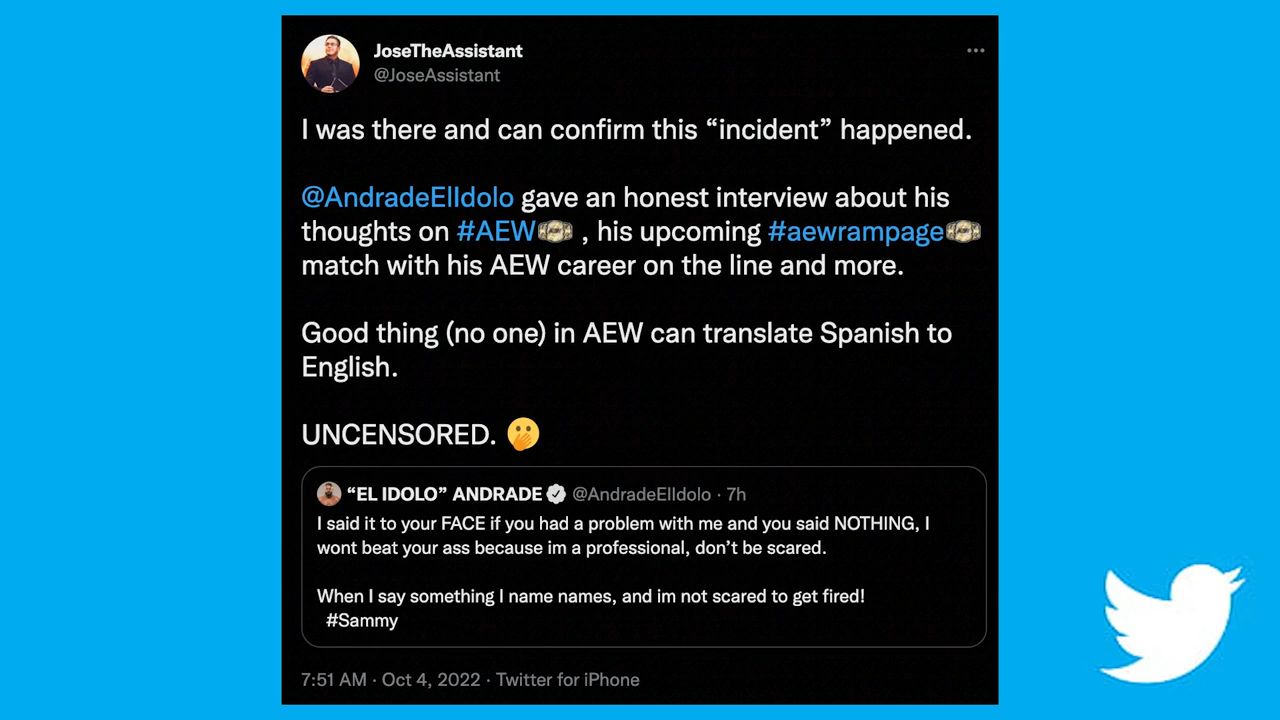 JoseTheAssistant
@JoseAssistant
I was there and can confirm this “incident” happened.
@AndradeElIdolo gave an honest interview about his
thoughts on #AEW , his upcoming #aewrampage
match with his AEW career on the line and more.
Good thing (no one) in AEW can translate Spanish to
English.
UNCENSORED. 🤭
“EL IDOLO” ANDRADE @AndradeElIdolo · 7h
I said it to your FACE if you had a problem with me and you said NOTHING, I
wont beat your ass because im a professional, don’t be scared.
When I say something I name names, and im not scared to get fired!
#Sammy
7:51 AM · Oct 4, 2022 · Twitter for iPhone